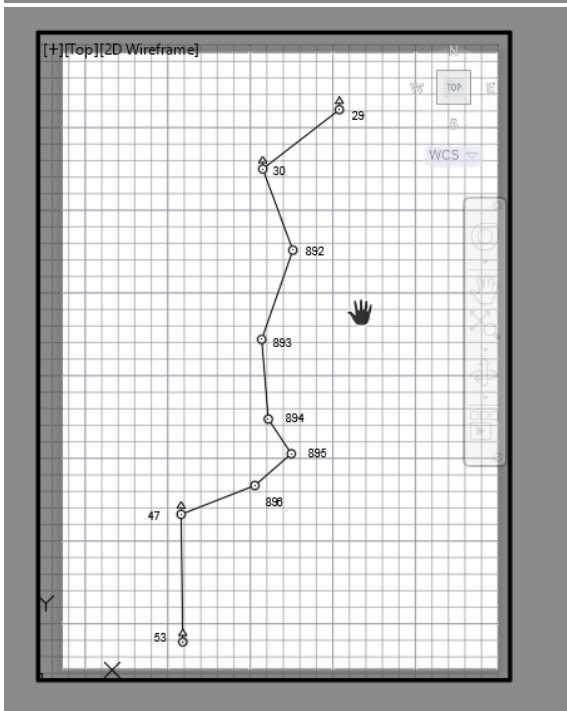 [+][Top][2D Wireframe]
N
W
TOP
E
S
WCS
29
30
892
893
894
895
896
47
53
Y
X